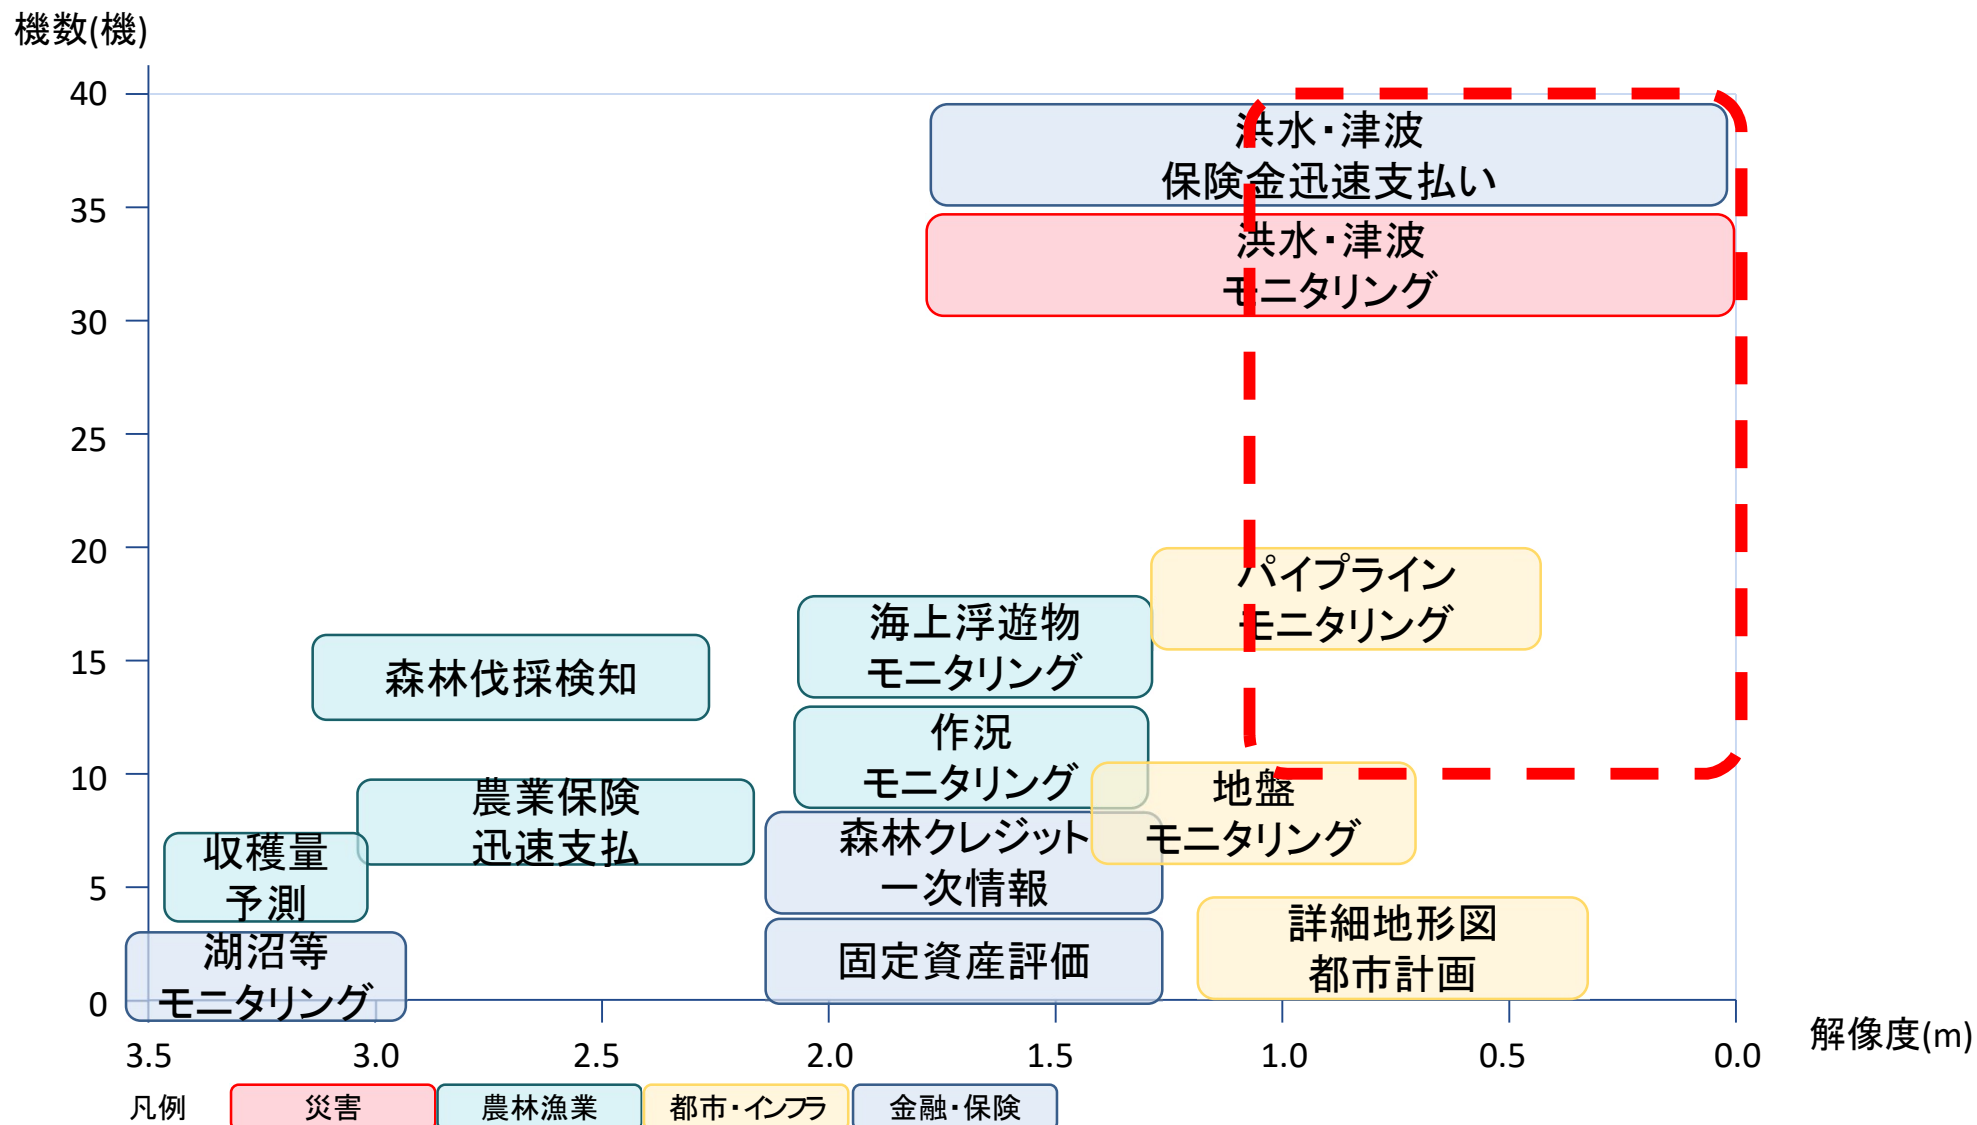 機数(機)
40
35
30
25
20
15
10
5
0
洪水・津波
保険金迅速支払い
洪水・津波
モニタリング
パイプライン
モニタリング
海上浮遊物
モニタリング
森林伐採検知
作況
モニタリング
地盤
モニタリング
農業保険
迅速支払
収穫量
予測
森林クレジット
一次情報
詳細地形図
都市計画
固定資産評価
湖沼等
モニタリング
3.5 3.0 2.5 2.0 1.5 1.0 0.5 0.0
解像度(m)
凡例 災害 農林漁業 都市・インフラ 金融・保険